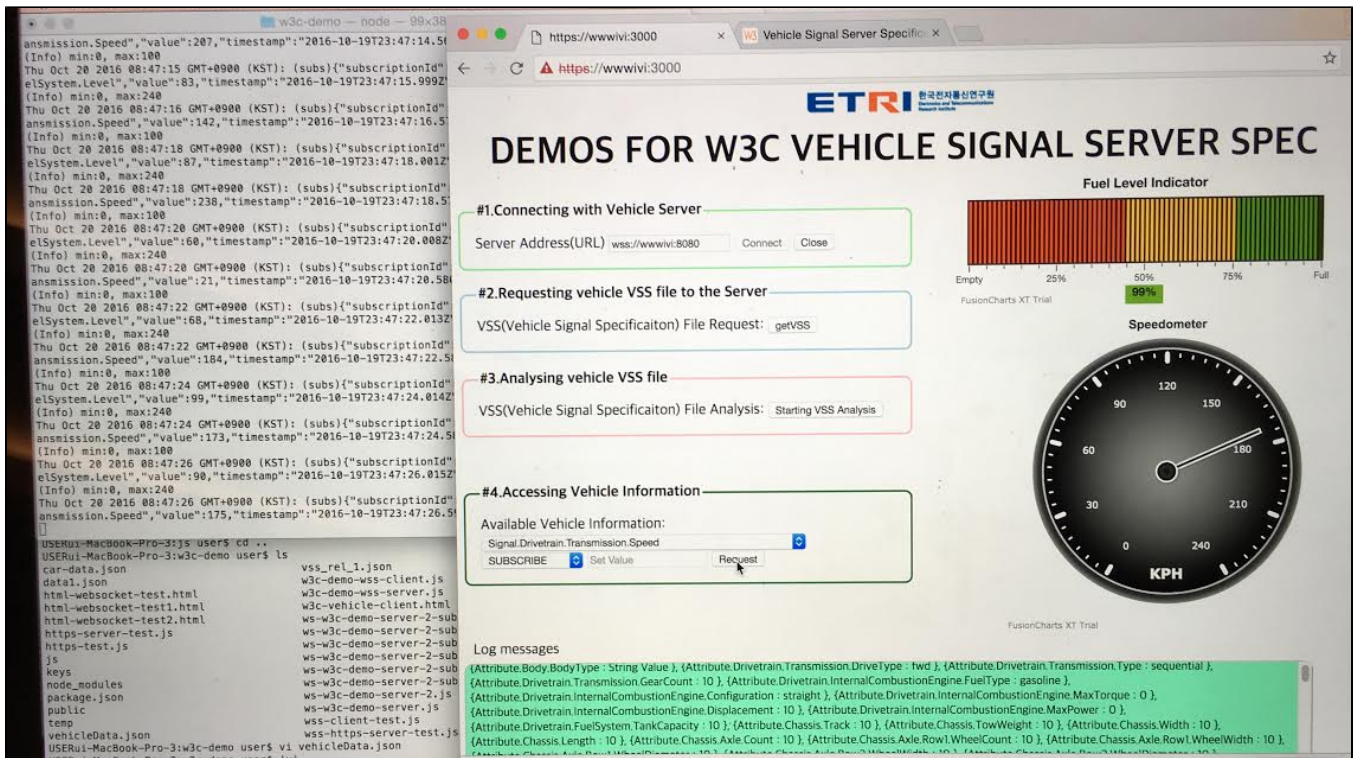 w3c-demo — node — 99×38
ansmission.Speed","value":207,"timestamp":"2016-10-19T23:47:14.56
(Info) min:0, max:100
Thu Oct 20 2016 08:47:15 GMT+0900 (KST): (subs){"subscriptionId"
elSystem.Level","value":83,"timestamp":"2016-10-19T23:47:15.999Z"
(Info) min:0, max:240
Thu Oct 20 2016 08:47:16 GMT+0900 (KST): (subs){"subscriptionId"
ansmission.Speed","value":142,"timestamp":"2016-10-19T23:47:16.57
(Info) min:0, max:100
Thu Oct 20 2016 08:47:18 GMT+0900 (KST): (subs){"subscriptionId"
elSystem.Level","value":87,"timestamp":"2016-10-19T23:47:18.001Z"
(Info) min:0, max:240
Thu Oct 20 2016 08:47:18 GMT+0900 (KST): (subs){"subscriptionId"
ansmission.Speed","value":238,"timestamp":"2016-10-19T23:47:18.57
(Info) min:0, max:100
Thu Oct 20 2016 08:47:20 GMT+0900 (KST): (subs){"subscriptionId"
elSystem.Level","value":60,"timestamp":"2016-10-19T23:47:20.008Z"
(Info) min:0, max:240
Thu Oct 20 2016 08:47:20 GMT+0900 (KST): (subs){"subscriptionId"
ansmission.Speed","value":21,"timestamp":"2016-10-19T23:47:20.580
(Info) min:0, max:100
Thu Oct 20 2016 08:47:22 GMT+0900 (KST): (subs){"subscriptionId"
elSystem.Level","value":68,"timestamp":"2016-10-19T23:47:22.013Z"
(Info) min:0, max:240
Thu Oct 20 2016 08:47:22 GMT+0900 (KST): (subs){"subscriptionId"
ansmission.Speed","value":184,"timestamp":"2016-10-19T23:47:22.58
(Info) min:0, max:100
Thu Oct 20 2016 08:47:24 GMT+0900 (KST): (subs){"subscriptionId"
elSystem.Level","value":99,"timestamp":"2016-10-19T23:47:24.014Z"
(Info) min:0, max:240
Thu Oct 20 2016 08:47:24 GMT+0900 (KST): (subs){"subscriptionId"
ansmission.Speed","value":173,"timestamp":"2016-10-19T23:47:24.58
(Info) min:0, max:100
Thu Oct 20 2016 08:47:26 GMT+0900 (KST): (subs){"subscriptionId"
elSystem.Level","value":90,"timestamp":"2016-10-19T23:47:26.015Z"
(Info) min:0, max:240
Thu Oct 20 2016 08:47:26 GMT+0900 (KST): (subs){"subscriptionId"
ansmission.Speed","value":175,"timestamp":"2016-10-19T23:47:26.59
USERui-MacBook-Pro-3:js user$ cd ..
USERui-MacBook-Pro-3:w3c-demo user$ ls
car-data.json vss_rel_1.json
data1.json w3c-demo-wss-client.js
html-websocket-test.html w3c-demo-wss-server.js
html-websocket-test1.html w3c-vehicle-client.html
html-websocket-test2.html ws-w3c-demo-server-2-sub
https-server-test.js ws-w3c-demo-server-2-sub
https-test.js ws-w3c-demo-server-2-sub
js ws-w3c-demo-server-2-sub
keys ws-w3c-demo-server-2-sub
node_modules ws-w3c-demo-server-2-sub
package.json ws-w3c-demo-server-2.js
public ws-w3c-demo-server.js
temp wss-client-test.js
vehicleData.json wss-https-server-test.js
USERui-MacBook-Pro-3:w3c-demo user$ vi vehicleData.json
https://wwwivi:3000
W3 Vehicle Signal Server Specific
https://wwwivi:3000
ETRI 한국전자통신연구원
Electronics and Telecommunications
Research Institute
DEMOS FOR W3C VEHICLE SIGNAL SERVER SPEC
#1.Connecting with Vehicle Server
Server Address(URL) wss://wwwivi:8080 Connect Close
#2.Requesting vehicle VSS file to the Server
VSS(Vehicle Signal Specificaiton) File Request: getVSS
#3.Analysing vehicle VSS file
VSS(Vehicle Signal Specificaiton) File Analysis: Starting VSS Analysis
#4.Accessing Vehicle Information
Available Vehicle Information:
Signal.Drivetrain.Transmission.Speed
SUBSCRIBE Set Value Request
Fuel Level Indicator
Empty 25% 50% 75% Full
99%
FusionCharts XT Trial
Speedometer
0 30 60 90 120 150 180 210 240
KPH
FusionCharts XT Trial
Log messages
{Attribute.Body.BodyType : String Value }, {Attribute.Drivetrain.Transmission.DriveType : fwd }, {Attribute.Drivetrain.Transmission.Type : sequential },
{Attribute.Drivetrain.Transmission.GearCount : 10 }, {Attribute.Drivetrain.InternalCombustionEngine.FuelType : gasoline },
{Attribute.Drivetrain.InternalCombustionEngine.Configuration : straight }, {Attribute.Drivetrain.InternalCombustionEngine.MaxTorque : 0 },
{Attribute.Drivetrain.InternalCombustionEngine.Displacement : 10 }, {Attribute.Drivetrain.InternalCombustionEngine.MaxPower : 0 },
{Attribute.Drivetrain.FuelSystem.TankCapacity : 10 }, {Attribute.Chassis.Track : 10 }, {Attribute.Chassis.TowWeight : 10 }, {Attribute.Chassis.Width : 10 },
{Attribute.Chassis.Length : 10 }, {Attribute.Chassis.Axle.Count : 10 }, {Attribute.Chassis.Axle.Row1.WheelCount : 10 }, {Attribute.Chassis.Axle.Row1.WheelWidth : 10 },